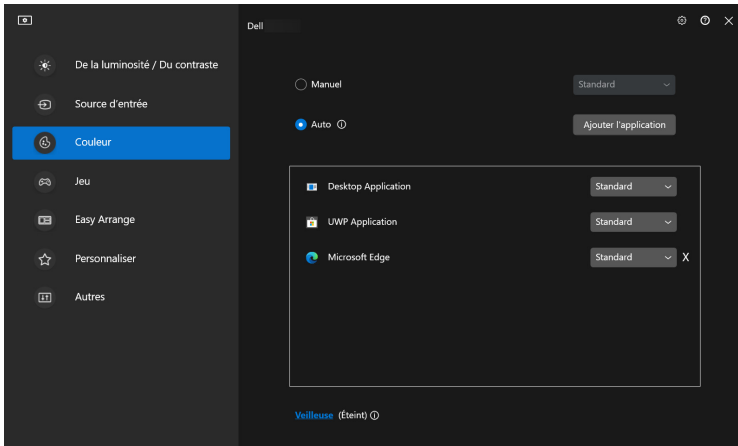 Dell
De la luminosité / Du contraste
Source d'entrée
Couleur
Jeu
Easy Arrange
Personnaliser
Autres
Manuel Standard
Auto Ajouter l'application
Desktop Application Standard
UWP Application Standard
Microsoft Edge Standard X
Veilleuse (Éteint)